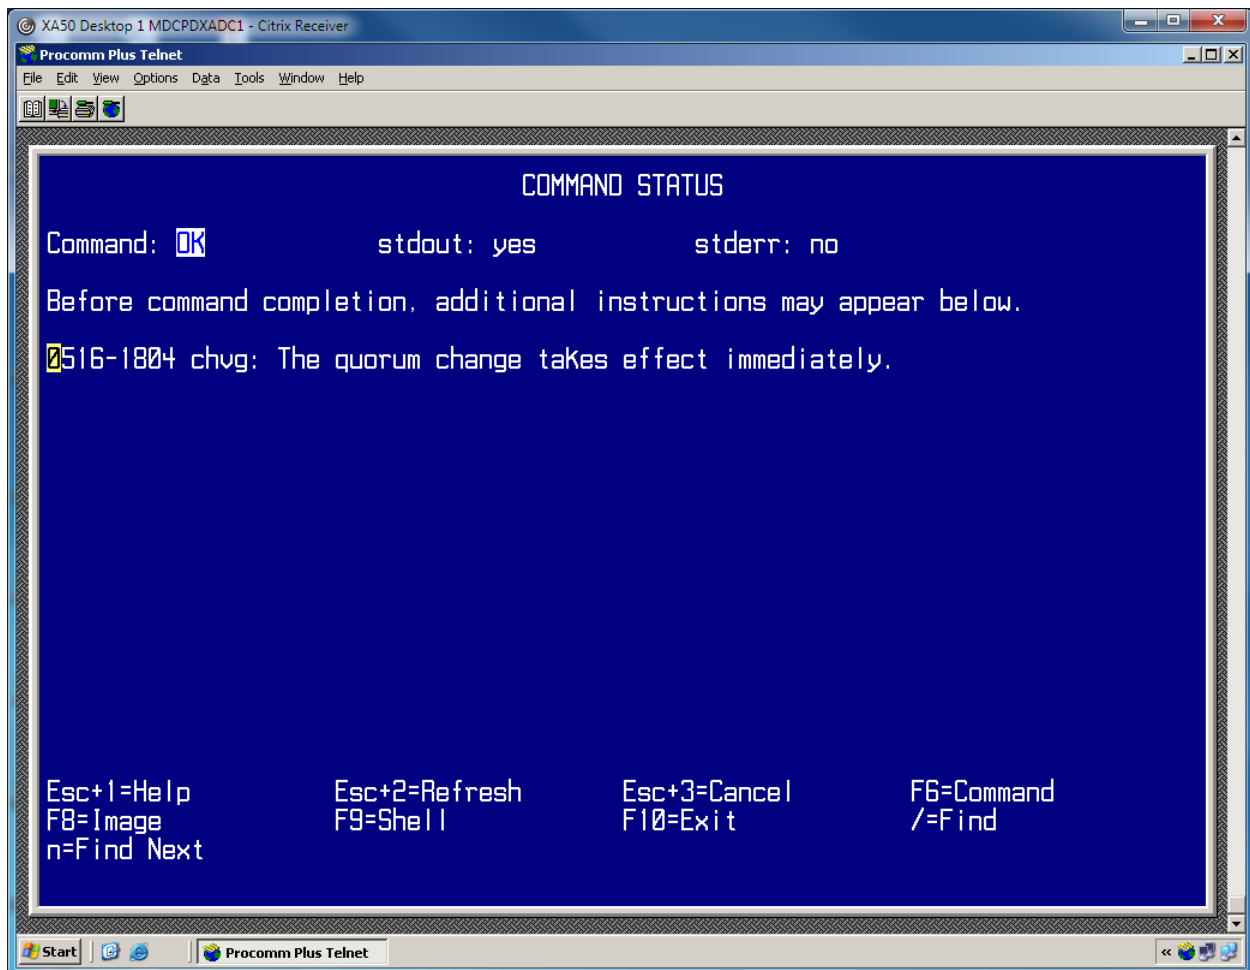 XA50 Desktop 1 MDCPDXADC1 - Citrix Receiver
Procomm Plus Telnet
File Edit View Options Data Tools Window Help
COMMAND STATUS
Command: OK stdout: yes stderr: no
Before command completion, additional instructions may appear below.
0516-1804 chvg: The quorum change takes effect immediately.
Esc+1=Help Esc+2=Refresh Esc+3=Cancel F6=Command
F8=Image F9=Shell F10=Exit /=Find
n=Find Next
Start Procomm Plus Telnet «